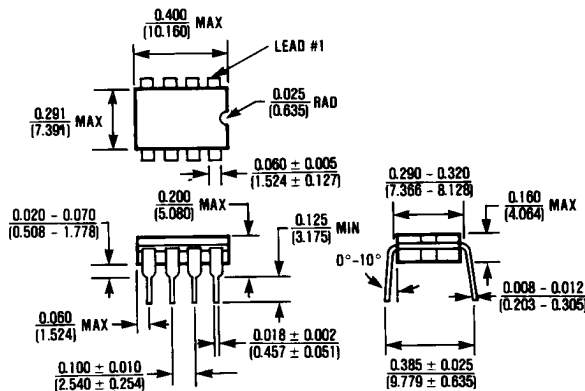 0.400
(10.160) MAX
LEAD #1
0.025
(0.635) RAD
0.291
(7.391) MAX
0.060 ± 0.005
(1.524 ± 0.127)
0.290 - 0.320
(7.366 - 8.128)
0.200
(5.080) MAX
0.160
(4.064) MAX
0.020 - 0.070
(0.508 - 1.778)
0.125
(3.175) MIN
0°-10°
0.008 - 0.012
(0.203 - 0.305)
0.060
(1.524) MAX
0.018 ± 0.002
(0.457 ± 0.051)
0.100 ± 0.010
(2.540 ± 0.254)
0.385 ± 0.025
(9.779 ± 0.635)